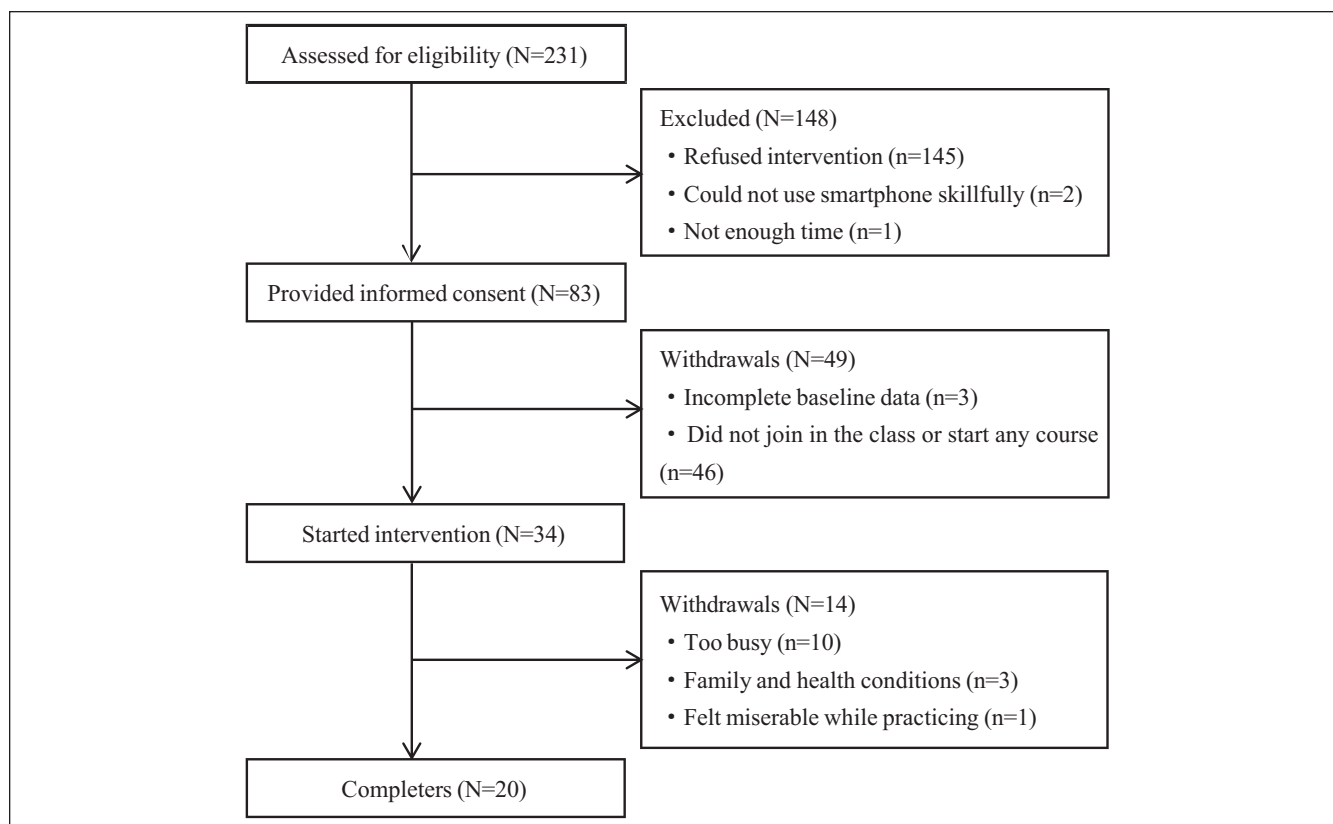 Assessed for eligibility (N=231)
Excluded (N=148)
・Refused intervention (n=145)
・Could not use smartphone skillfully (n=2)
・Not enough time (n=1)
Provided informed consent (N=83)
Withdrawals (N=49)
・Incomplete baseline data (n=3)
・Did not join in the class or start any course
(n=46)
Started intervention (N=34)
Withdrawals (N=14)
・Too busy (n=10)
・Family and health conditions (n=3)
・Felt miserable while practicing (n=1)
Completers (N=20)